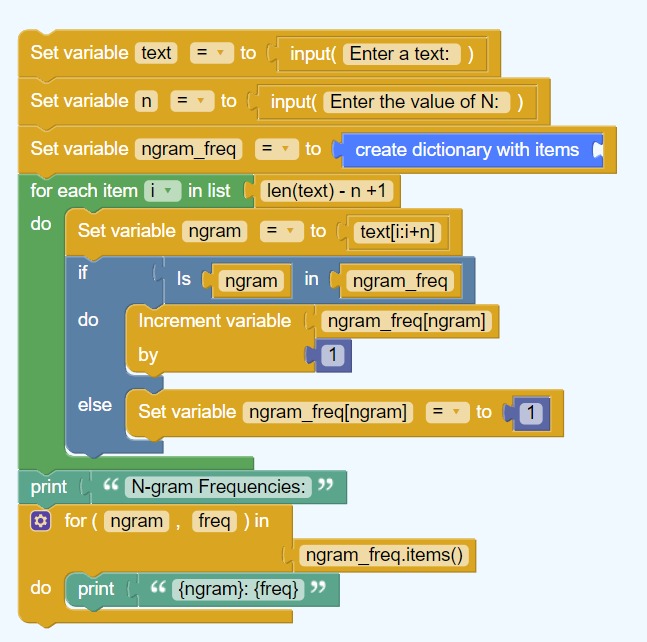 Set variable text = to input( Enter a text: )
Set variable n = to input( Enter the value of N: )
Set variable ngram_freq = to create dictionary with items
for each item i in list len(text) - n +1
do Set variable ngram = to text[i:i+n]
if Is ngram in ngram_freq
do Increment variable ngram_freq[ngram]
by 1
else Set variable ngram_freq[ngram] = to 1
print “ N-gram Frequencies: ”
for ( ngram , freq ) in
ngram_freq.items()
do print “ {ngram}: {freq} ”